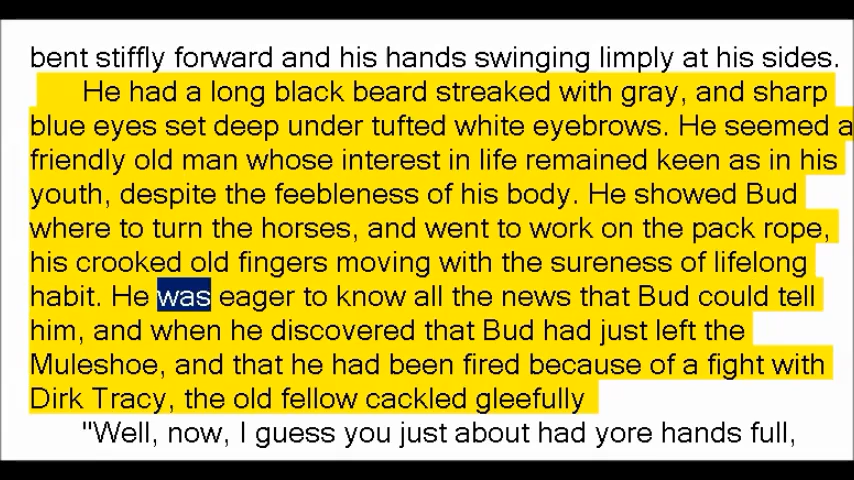 bent stiffly forward and his hands swinging limply at his sides.
He had a long black beard streaked with gray, and sharp
blue eyes set deep under tufted white eyebrows. He seemed a
friendly old man whose interest in life remained keen as in his
youth, despite the feebleness of his body. He showed Bud
where to turn the horses, and went to work on the pack rope,
his crooked old fingers moving with the sureness of lifelong
habit. He was eager to know all the news that Bud could tell
him, and when he discovered that Bud had just left the
Muleshoe, and that he had been fired because of a fight with
Dirk Tracy, the old fellow cackled gleefully
"Well, now, I guess you just about had yore hands full,